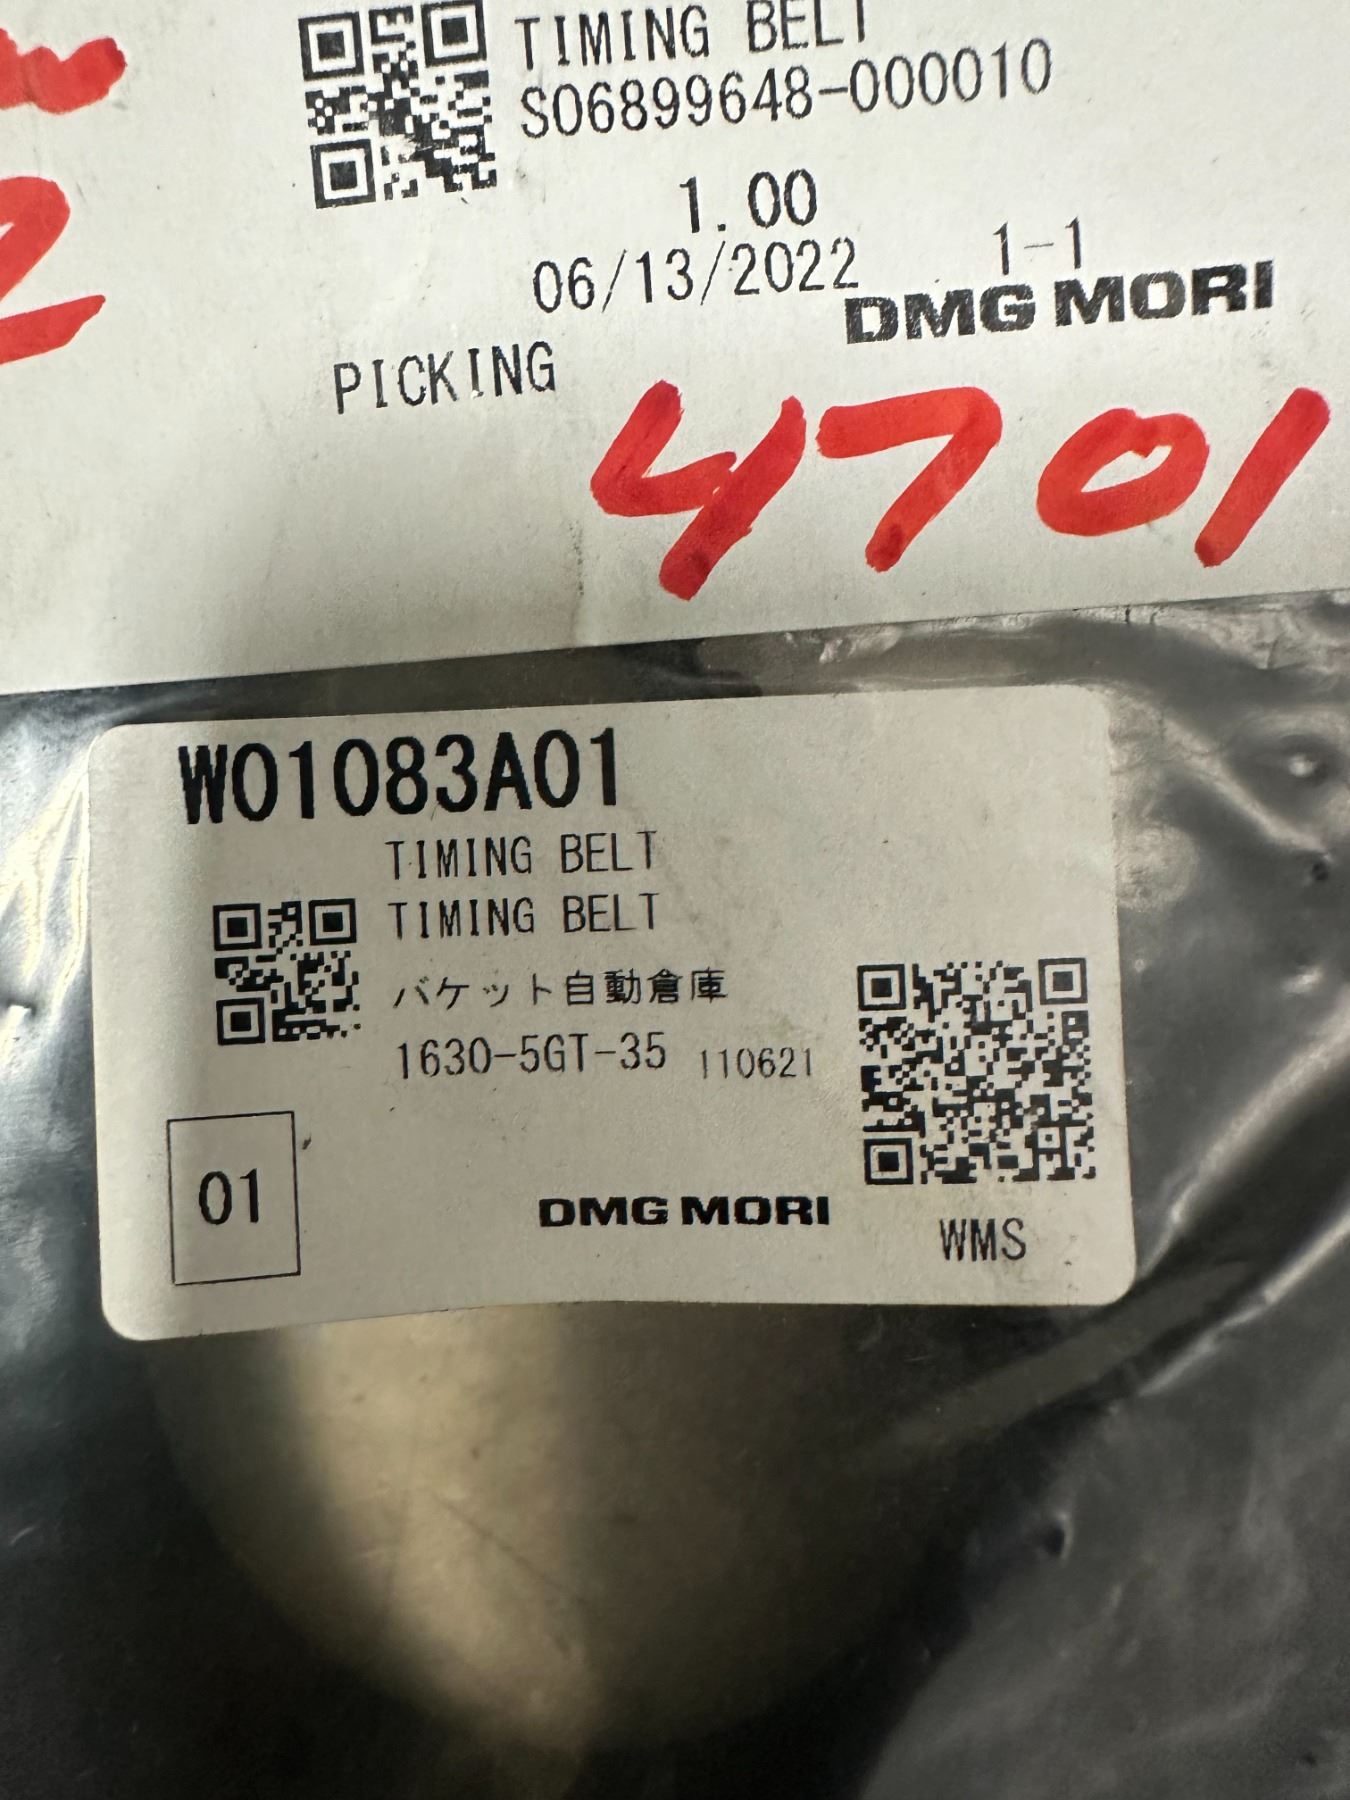 TIMING BELT
S06899648-000010
1.00
06/13/2022
1-1
DMG MORI
PICKING
2
4701
W01083A01
TIMING BELT
TIMING BELT
バケット自動倉庫
1630-5GT-35 110621
01
DMG MORI
WMS